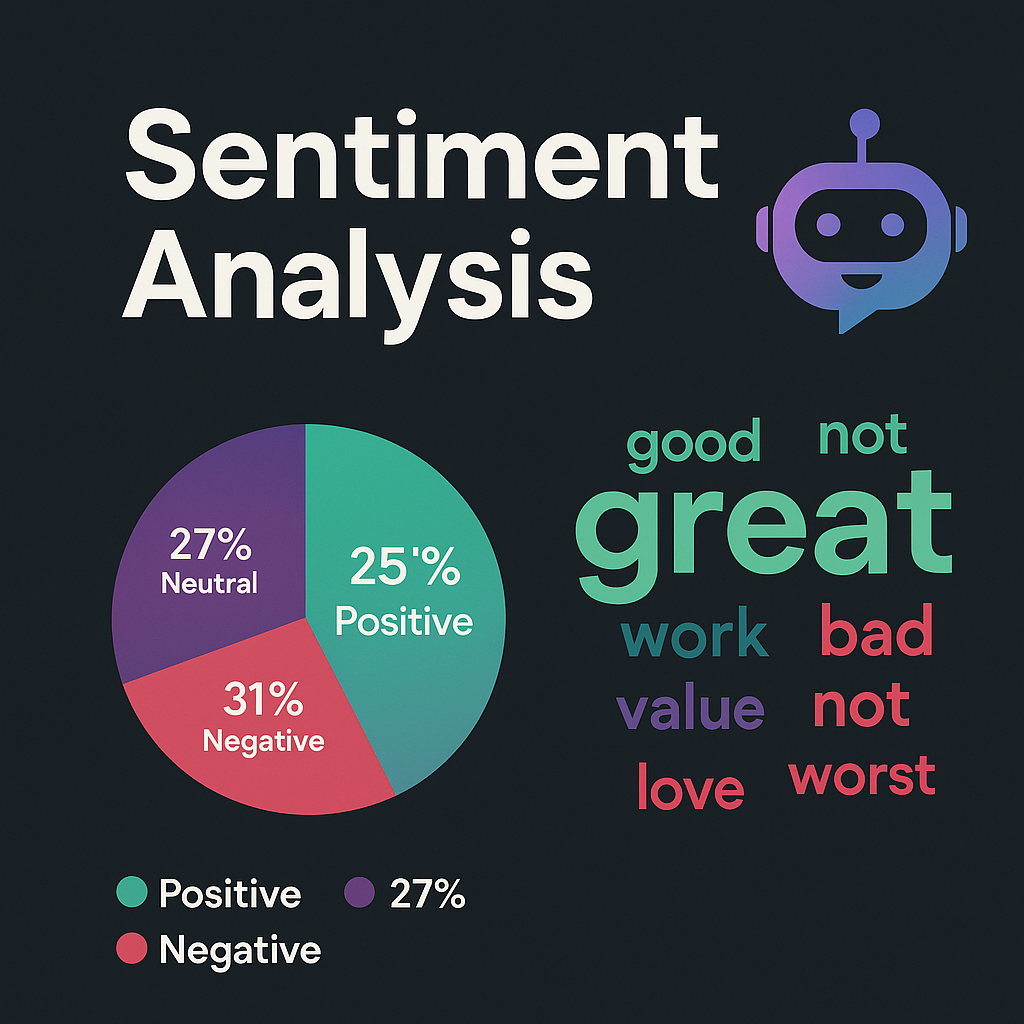 Sentiment
Analysis
27%
Neutral
25'%
Positive
31%
Negative
good not
great
work bad
value not
love worst
Positive 27%
Negative